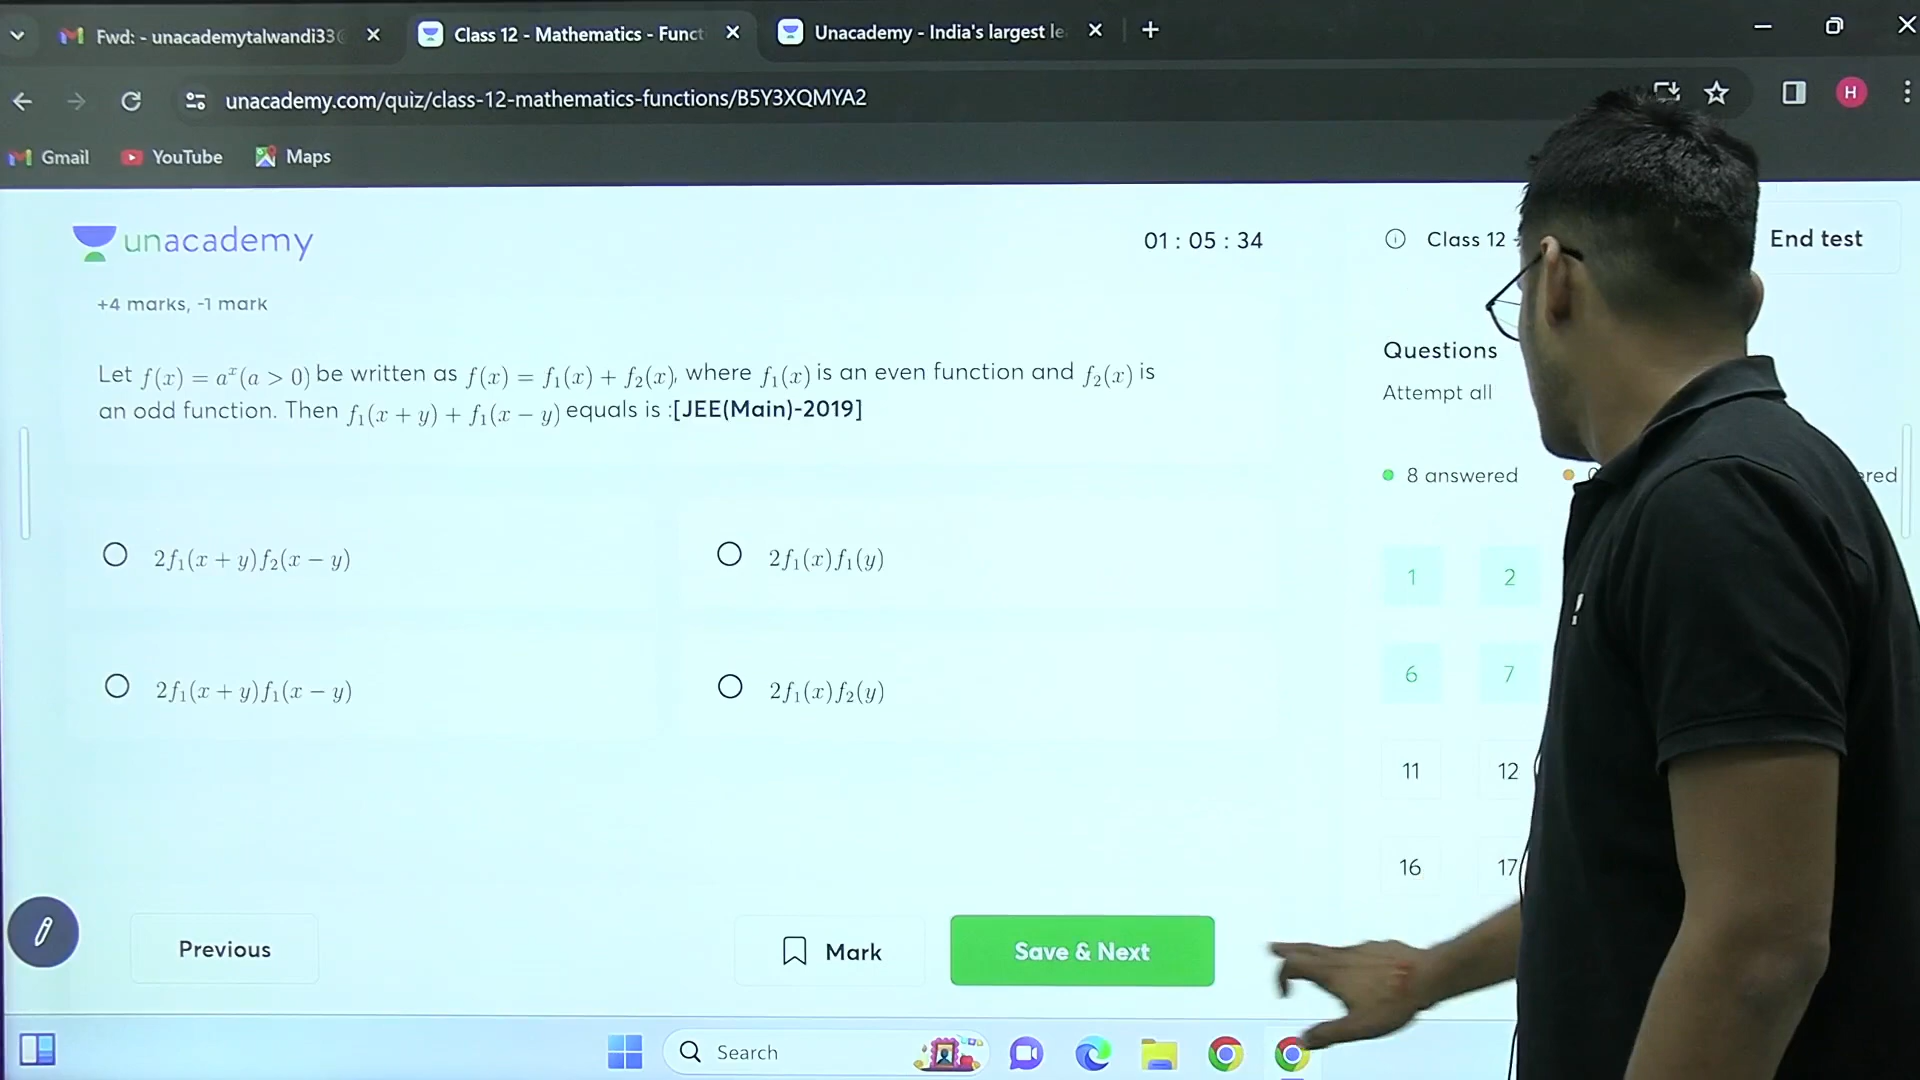 Fwd: - unacademytalwandi33@
Class 12 - Mathematics - Funct
Unacademy - India's largest le
unacademy.com/quiz/class-12-mathematics-functions/B5Y3XQMYA2
H
Gmail
YouTube
Maps
unacademy
01 : 05 : 34
Class 12 -
End test
+4 marks, -1 mark
Let f(x) = aˣ(a > 0) be written as f(x) = f₁(x) + f₂(x), where f₁(x) is an even function and f₂(x) is
an odd function. Then f₁(x + y) + f₁(x − y) equals is :[JEE(Main)-2019]
Questions
Attempt all
8 answered
ered
2f₁(x + y)f₂(x − y)
2f₁(x)f₁(y)
2f₁(x + y)f₁(x − y)
2f₁(x)f₂(y)
1 2
6 7
11 12
16 17
Previous
Mark
Save & Next
Search